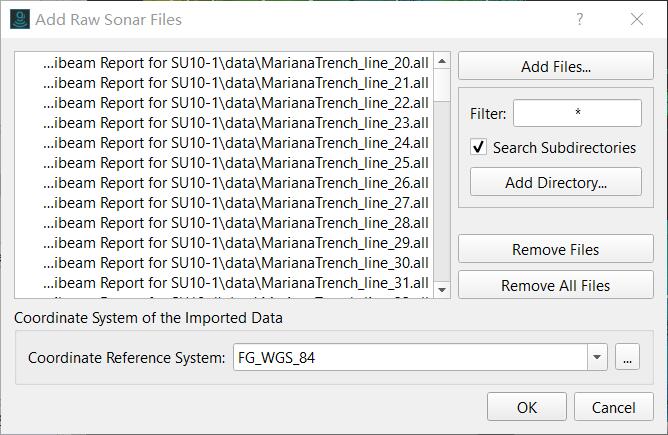 Add Raw Sonar Files
...ibeam Report for SU10-1\data\MarianaTrench_line_20.all
...ibeam Report for SU10-1\data\MarianaTrench_line_21.all
...ibeam Report for SU10-1\data\MarianaTrench_line_22.all
...ibeam Report for SU10-1\data\MarianaTrench_line_23.all
...ibeam Report for SU10-1\data\MarianaTrench_line_24.all
...ibeam Report for SU10-1\data\MarianaTrench_line_25.all
...ibeam Report for SU10-1\data\MarianaTrench_line_26.all
...ibeam Report for SU10-1\data\MarianaTrench_line_27.all
...ibeam Report for SU10-1\data\MarianaTrench_line_28.all
...ibeam Report for SU10-1\data\MarianaTrench_line_29.all
...ibeam Report for SU10-1\data\MarianaTrench_line_30.all
...ibeam Report for SU10-1\data\MarianaTrench_line_31.all
Add Files...
Filter: *
Search Subdirectories
Add Directory...
Remove Files
Remove All Files
Coordinate System of the Imported Data
Coordinate Reference System: FG_WGS_84 ...
OK Cancel